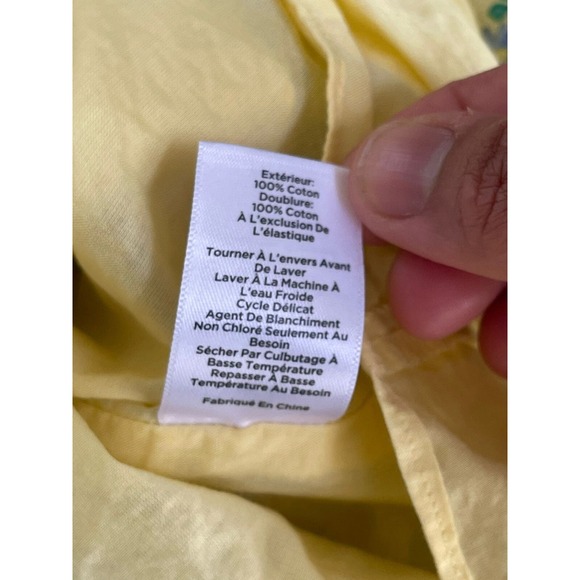 Extérieur:
100% Coton
Doublure:
100% Coton
À L'exclusion De
L'élastique
Tourner À L'envers Avant
De Laver
Laver À La Machine À
L'eau Froide
Cycle Délicat
Agent De Blanchiment
Non Chloré Seulement Au
Besoin
Sécher Par Culbutage À
Basse Température
Repasser À Basse
Température Au Besoin
Fabriqué En Chine